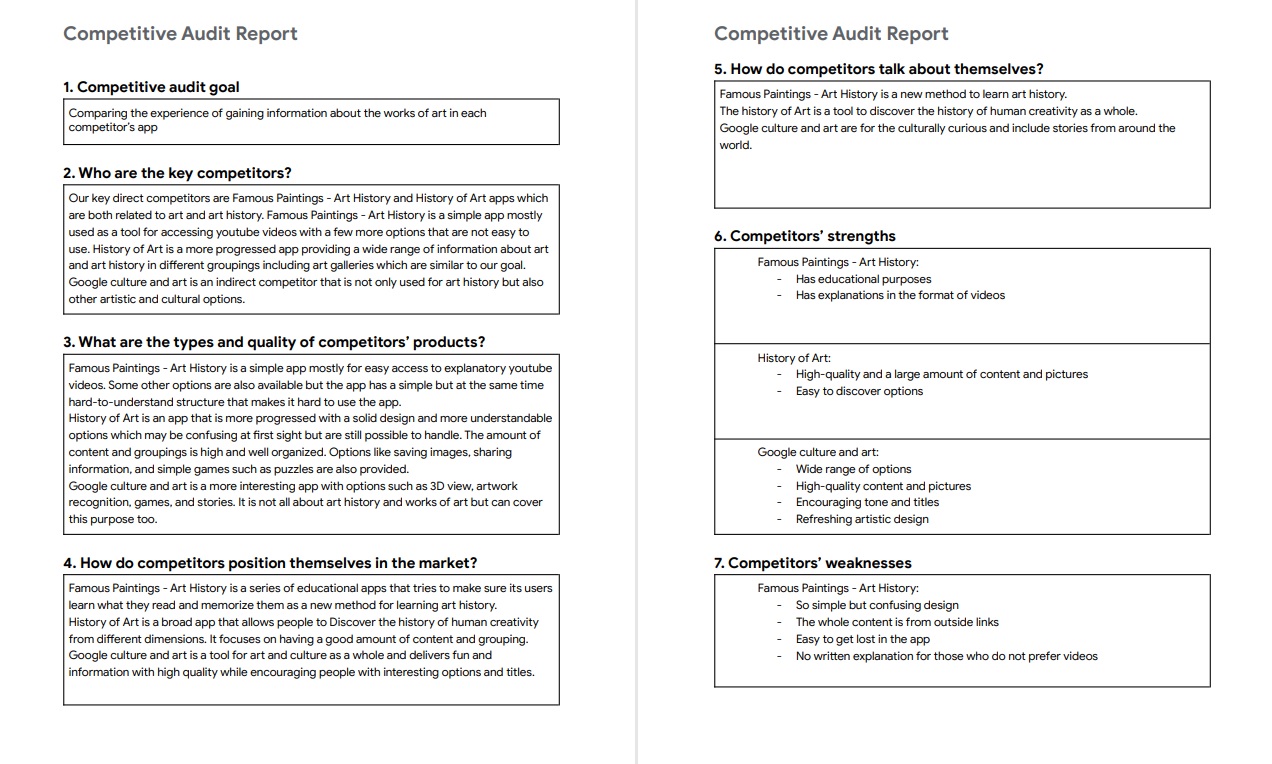 Competitive Audit Report
1. Competitive audit goal
Comparing the experience of gaining information about the works of art in each
competitor's app
2. Who are the key competitors?
Our key direct competitors are Famous Paintings - Art History and History of Art apps which
are both related to art and art history. Famous Paintings - Art History is a simple app mostly
used as a tool for accessing youtube videos with a few more options that are not easy to
use. History of Art is a more progressed app providing a wide range of information about art
and art history in different groupings including art galleries which are similar to our goal.
Google culture and art is an indirect competitor that is not only used for art history but also
other artistic and cultural options.
3. What are the types and quality of competitors' products?
Famous Paintings - Art History is a simple app mostly for easy access to explanatory youtube
videos. Some other options are also available but the app has a simple but at the same time
hard-to-understand structure that makes it hard to use the app.
History of Art is an app that is more progressed with a solid design and more understandable
options which may be confusing at first sight but are still possible to handle. The amount of
content and groupings is high and well organized. Options like saving images, sharing
information, and simple games such as puzzles are also provided.
Google culture and art is a more interesting app with options such as 3D view, artwork
recognition, games, and stories. It is not all about art history and works of art but can cover
this purpose too.
4. How do competitors position themselves in the market?
Famous Paintings - Art History is a series of educational apps that tries to make sure its users
learn what they read and memorize them as a new method for learning art history.
History of Art is a broad app that allows people to Discover the history of human creativity
from different dimensions. It focuses on having a good amount of content and grouping.
Google culture and art is a tool for art and culture as a whole and delivers fun and
information with high quality while encouraging people with interesting options and titles.
Competitive Audit Report
5. How do competitors talk about themselves?
Famous Paintings - Art History is a new method to learn art history.
The history of Art is a tool to discover the history of human creativity as a whole.
Google culture and art are for the culturally curious and include stories from around the
world.
6. Competitors' strengths
Famous Paintings - Art History:
- Has educational purposes
- Has explanations in the format of videos
History of Art:
- High-quality and a large amount of content and pictures
- Easy to discover options
Google culture and art:
- Wide range of options
- High-quality content and pictures
- Encouraging tone and titles
- Refreshing artistic design
7. Competitors' weaknesses
Famous Paintings - Art History:
- So simple but confusing design
- The whole content is from outside links
- Easy to get lost in the app
- No written explanation for those who do not prefer videos